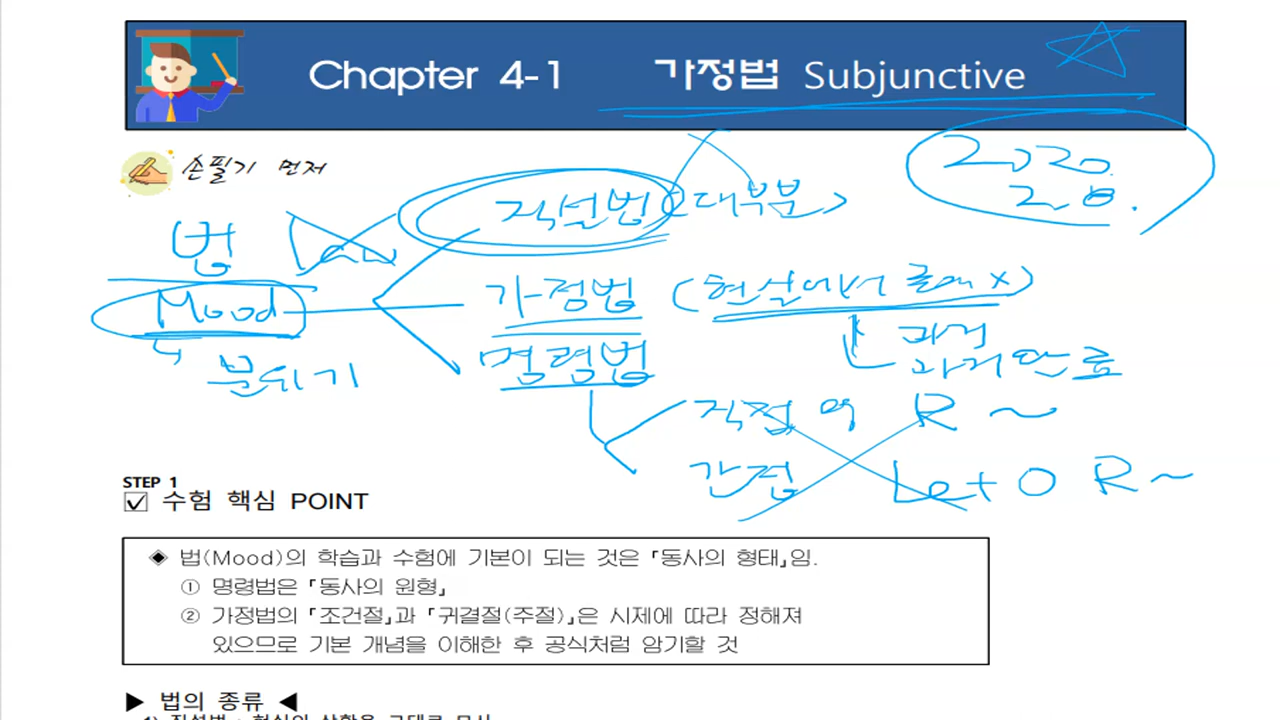 Chapter 4-1 가정법 Subjunctive
손필기 먼저
2020.
2.8.
법 Law
직설법 (대부분)
Mood
분위기
가정법 (현실에서 존재 x)
과거
과거완료
명령법
직접 명 R ~
간접 Let O R ~
STEP 1
수험 핵심 POINT
◈ 법(Mood)의 학습과 수험에 기본이 되는 것은 「동사의 형태」임.
① 명령법은 「동사의 원형」
② 가정법의 「조건절」과 「귀결절(주절)」은 시제에 따라 정해져
있으므로 기본 개념을 이해한 후 공식처럼 암기할 것
▶ 법의 종류 ◀